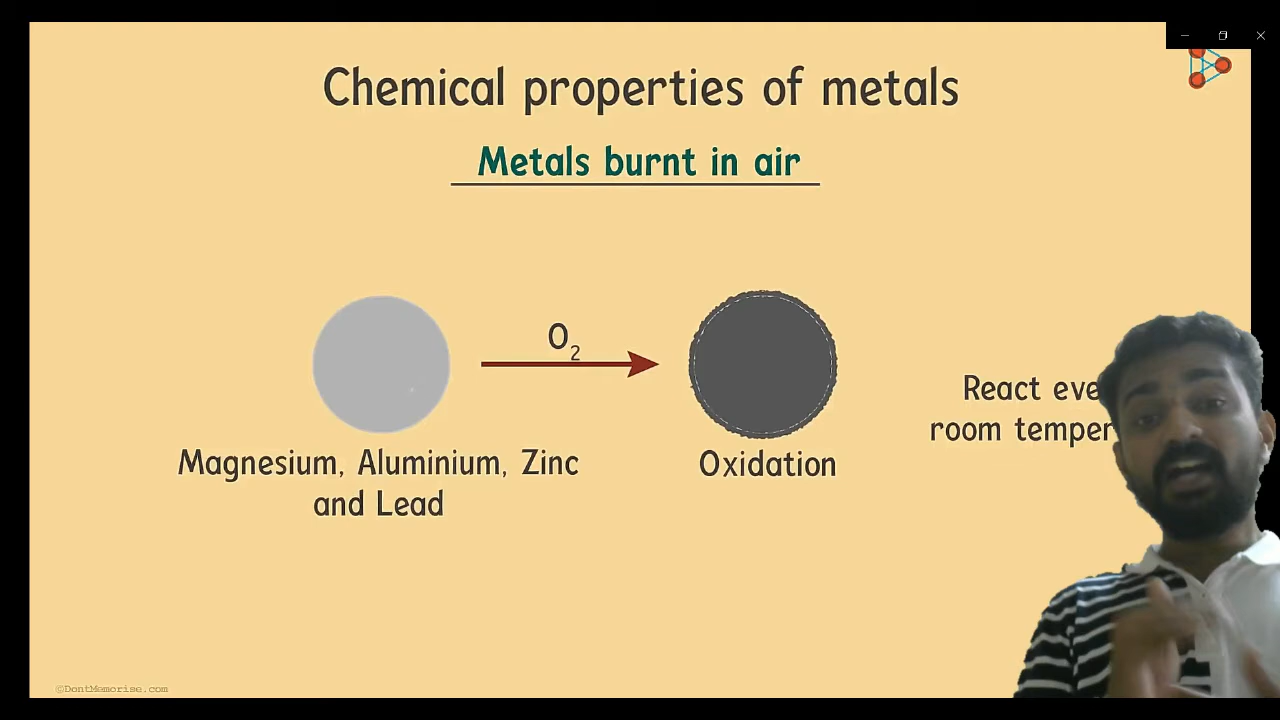 Chemical properties of metals
Metals burnt in air
O₂
Magnesium, Aluminium, Zinc
and Lead
Oxidation
React eve
room temper
©DontMemorise.com